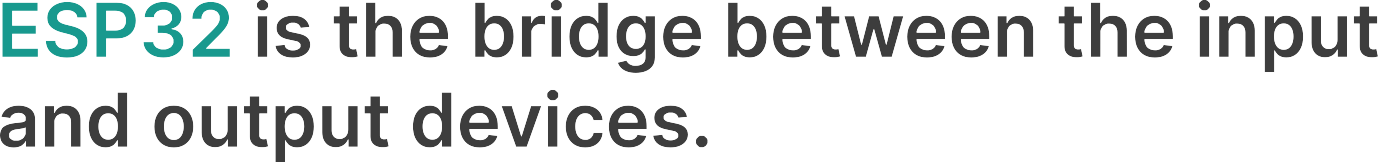 ESP32 is the bridge between the input
and output devices.